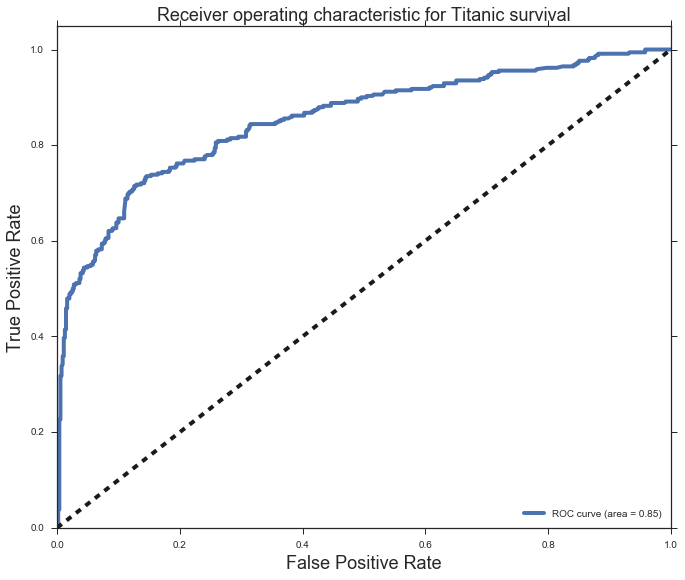 Receiver operating characteristic for Titanic survival
1.0
0.8
0.6
0.4
0.2
0.0
True Positive Rate
ROC curve (area = 0.85)
0.0 0.2 0.4 0.6 0.8 1.0
False Positive Rate